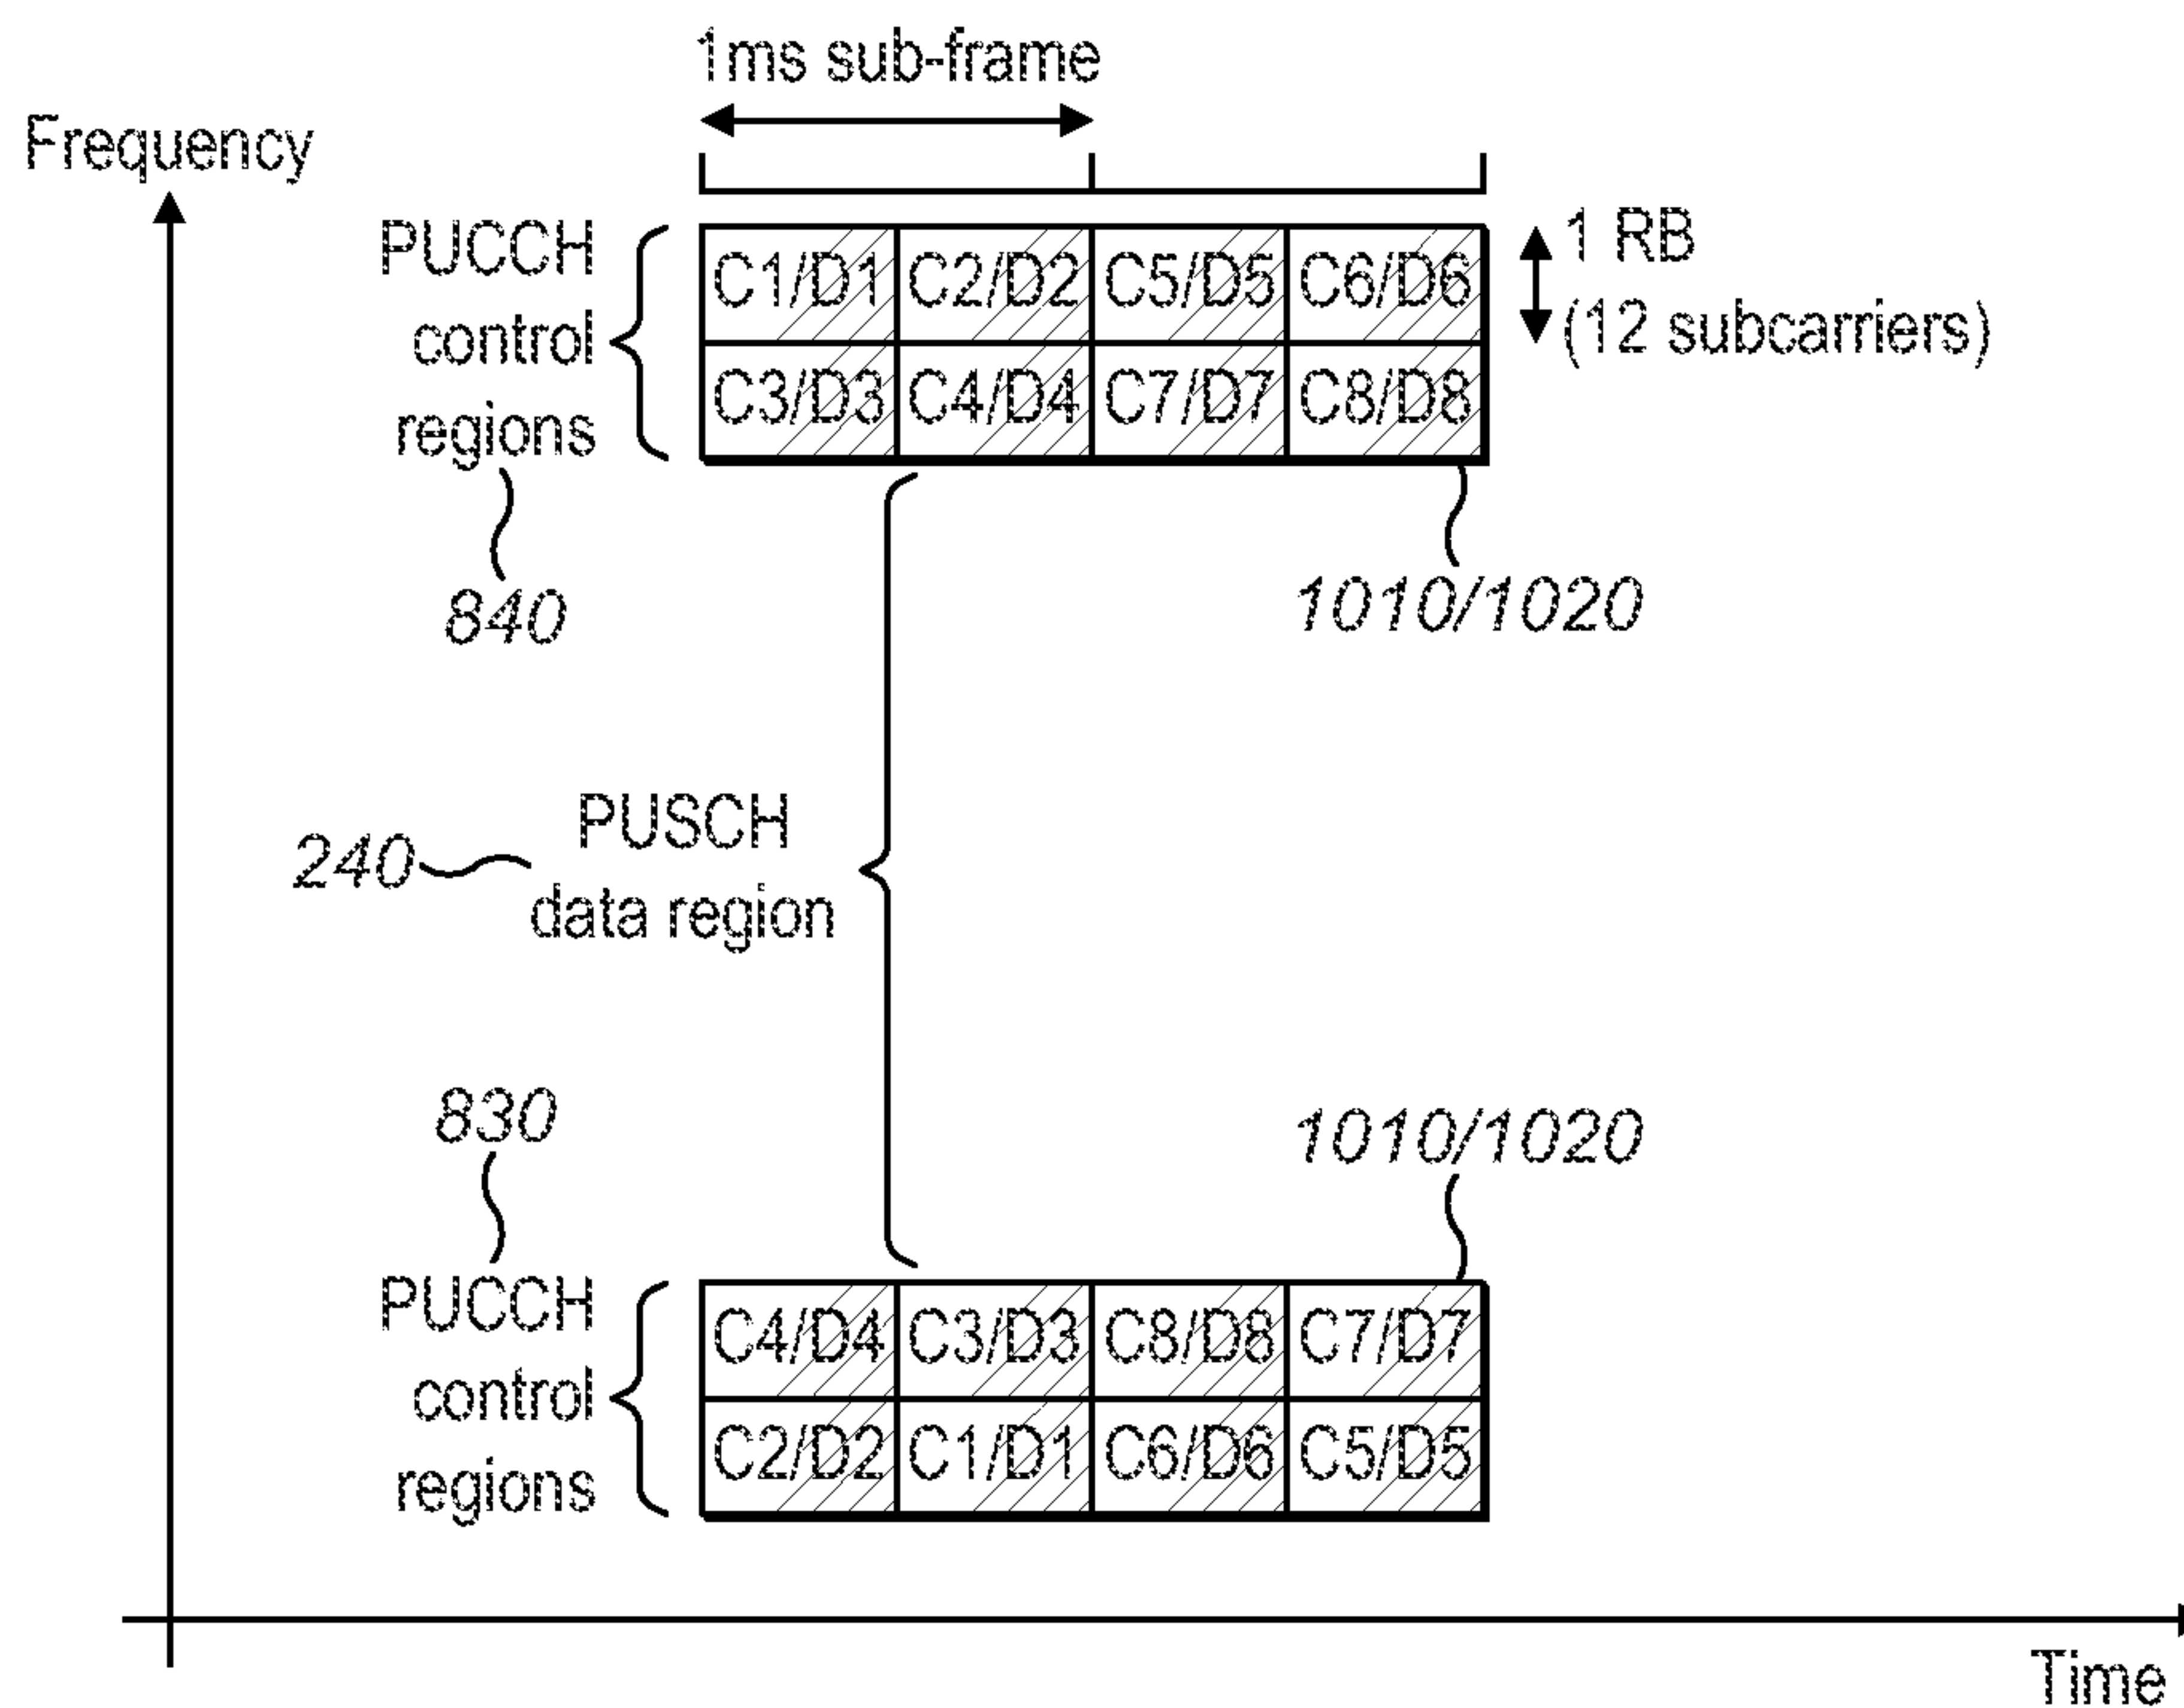 1ms sub-frame
Frequency
PUCCH
control
regions
C1/D1 C2/D2 C5/D5 C6/D6
C3/D3 C4/D4 C7/D7 C8/D8
1 RB
(12 subcarriers)
840
1010/1020
PUSCH
data region
240
830
1010/1020
PUCCH
control
regions
C4/D4 C3/D3 C8/D8 C7/D7
C2/D2 C1/D1 C6/D6 C5/D5
Time